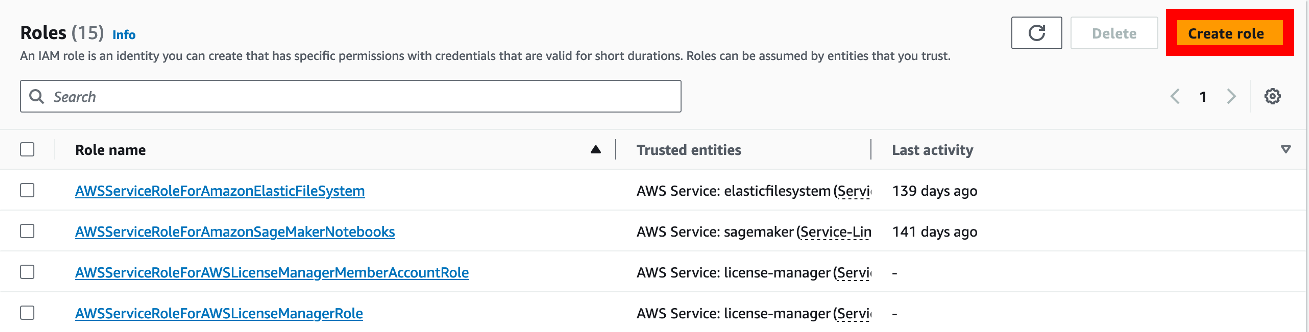 Roles (15) Info
Delete
Create role
An IAM role is an identity you can create that has specific permissions with credentials that are valid for short durations. Roles can be assumed by entities that you trust.
Search
1
Role name Trusted entities Last activity
AWSServiceRoleForAmazonElasticFileSystem AWS Service: elasticfilesystem (Servi 139 days ago
AWSServiceRoleForAmazonSageMakerNotebooks AWS Service: sagemaker (Service-Lin 141 days ago
AWSServiceRoleForAWSLicenseManagerMemberAccountRole AWS Service: license-manager (Servi -
AWSServiceRoleForAWSLicenseManagerRole AWS Service: license-manager (Servi -